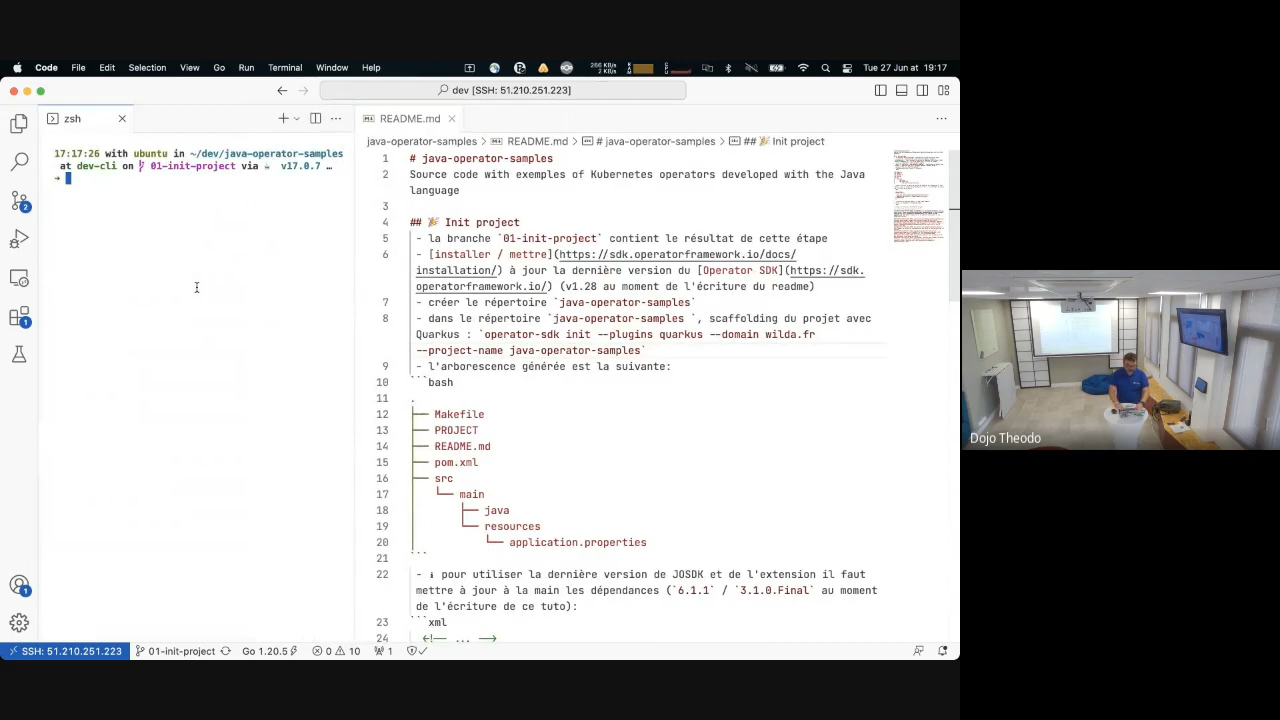 Code File Edit Selection View Go Run Terminal Window Help
266 KB/s
2 KB/s
Tue 27 Jun at 19:17
dev [SSH: 51.210.251.223]
zsh
README.md
java-operator-samples > README.md > # java-operator-samples > ## 🎉 Init project
17:17:26 with ubuntu in ~/dev/java-operator-samples
at dev-cli on 01-init-project via ☕ v17.0.7 …
→
1 # java-operator-samples
2 Source code with examples of Kubernetes operators developed with the Java
language
3
4 ## 🎉 Init project
5 - la branche `01-init-project` contient le résultat de cette étape
6 - [installer / mettre](https://sdk.operatorframework.io/docs/
installation/) à jour la dernière version du [Operator SDK](https://sdk.
operatorframework.io/) (v1.28 au moment de l'écriture du readme)
7 - créer le répertoire `java-operator-samples`
8 - dans le répertoire `java-operator-samples `, scaffolding du projet avec
Quarkus : `operator-sdk init --plugins quarkus --domain wilda.fr
--project-name java-operator-samples`
9 - l'arborescence générée est la suivante:
10 ```bash
11 .
12 ├── Makefile
13 ├── PROJECT
14 ├── README.md
15 ├── pom.xml
16 ├── src
17 │ └── main
18 │ ├── java
19 │ └── resources
20 │ └── application.properties
21 ```
22 - ℹ️ pour utiliser la dernière version de JOSDK et de l'extension il faut
mettre à jour à la main les dépendances (`6.1.1` / `3.1.0.Final` au moment
de l'écriture de ce tuto):
23 ```xml
24 <!-- ... -->
2
1
1
SSH: 51.210.251.223 01-init-project Go 1.20.5 0 10 1
Dojo Theodo